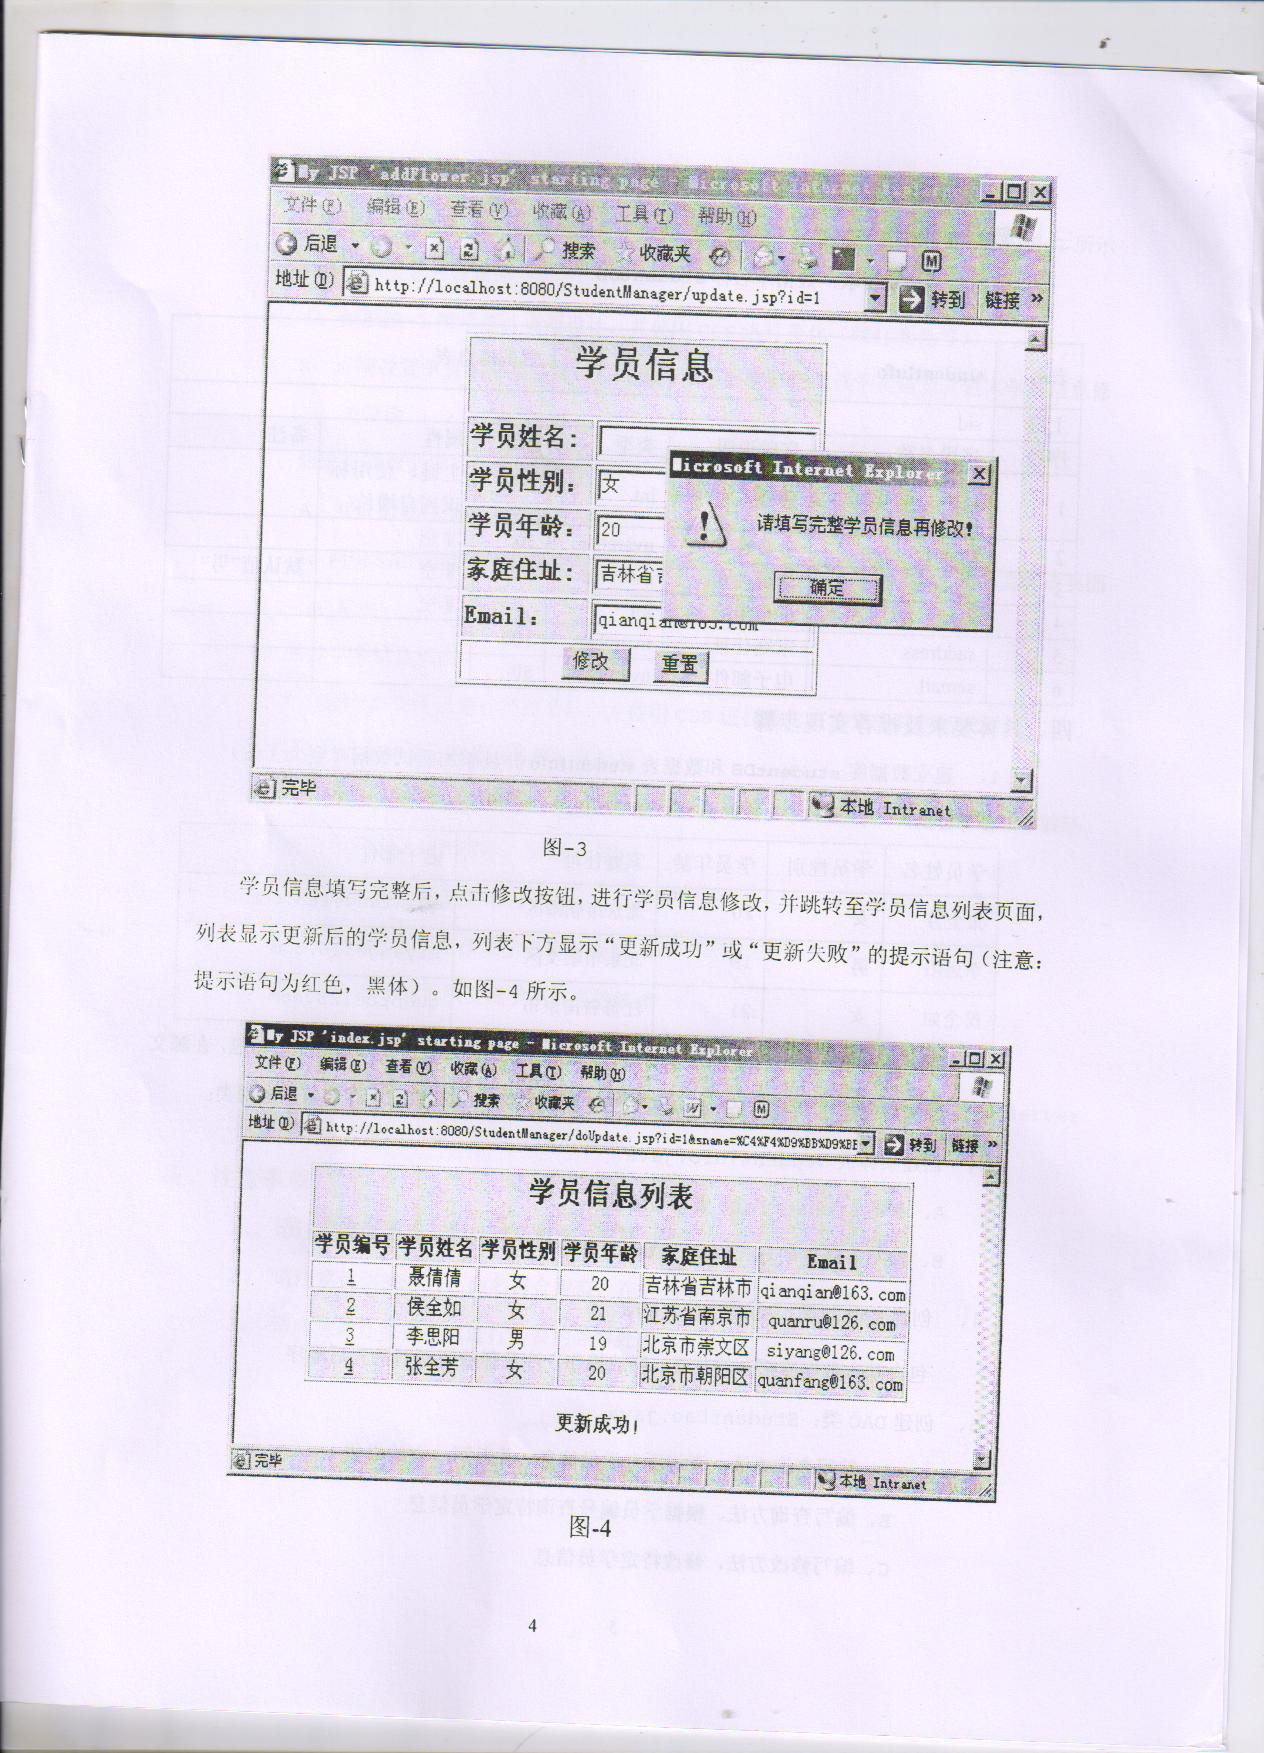 My JSP 'addFlower.jsp' starting page - Microsoft Internet Explorer
文件(F) 编辑(E) 查看(V) 收藏(A) 工具(T) 帮助(H)
后退 搜索 收藏夹
地址(D) http://localhost:8080/StudentManager/update.jsp?id=1 转到 链接 »
学员信息
学员姓名：
学员性别： 女
学员年龄： 20
家庭住址： 吉林省
Email： qianqian@163.com
修改 重置
Microsoft Internet Explorer
请填写完整学员信息再修改!
确定
完毕 本地 Intranet
图-3
学员信息填写完整后，点击修改按钮，进行学员信息修改，并跳转至学员信息列表页面，
列表显示更新后的学员信息，列表下方显示“更新成功”或“更新失败”的提示语句（注意：
提示语句为红色，黑体）。如图-4 所示。
My JSP 'index.jsp' starting page - Microsoft Internet Explorer
文件(F) 编辑(E) 查看(V) 收藏(A) 工具(T) 帮助(H)
后退 搜索 收藏夹
地址(D) http://localhost:8080/StudentManager/doUpdate.jsp?id=1&sname=%C4%F4%D9%BB%D9%BB 转到 链接 »
学员信息列表
学员编号 学员姓名 学员性别 学员年龄 家庭住址 Email
1 聂倩倩 女 20 吉林省吉林市 qianqian@163.com
2 侯全如 女 21 江苏省南京市 quanru@126.com
3 李思阳 男 19 北京市崇文区 siyang@126.com
4 张全芳 女 20 北京市朝阳区 quanfang@163.com
更新成功!
完毕 本地 Intranet
图-4
4